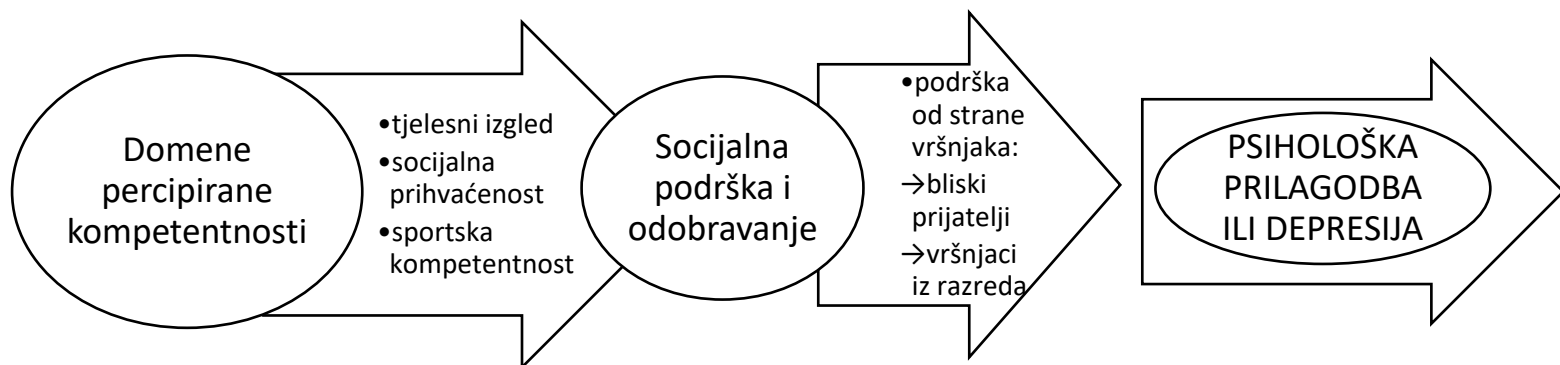 Domene
percipirane
kompetentnosti
•tjelesni izgled
•socijalna
prihvaćenost
•sportska
kompetentnost
Socijalna
podrška i
odobravanje
•podrška
od strane
vršnjaka:
→bliski
prijatelji
→vršnjaci
iz razreda
PSIHOLOŠKA
PRILAGODBA
ILI DEPRESIJA